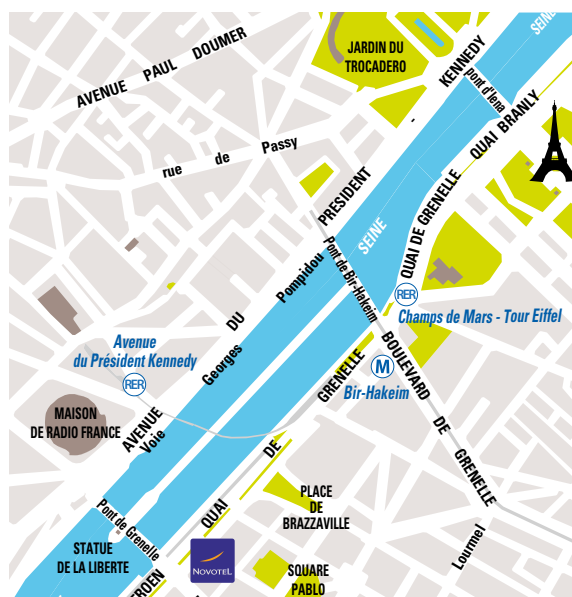 SEINE
JARDIN DU
TROCADERO
AVENUE PAUL DOUMER
KENNEDY
pont d'Iena
QUAI BRANLY
rue de Passy
PRESIDENT
SEINE
QUAI DE GRENELLE
Pont de Bir-Hakeim
Pompidou
RER
Champs de Mars - Tour Eiffel
DU
Georges
Avenue
du Président Kennedy
RER
BOULEVARD
DE
GRENELLE
M
Bir-Hakeim
GRENELLE
MAISON
DE RADIO FRANCE
AVENUE
Voie
DE
QUAI
PLACE
DE
BRAZZAVILLE
Pont de Grenelle
Lourmel
STATUE
DE LA LIBERTE
NOVOTEL
SQUARE
PABLO